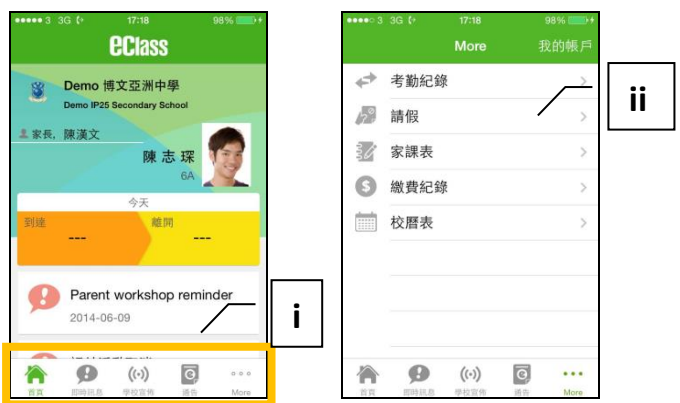 3 3G 17:18 98%
eClass
Demo 博文亞洲中學
Demo IP25 Secondary School
家長, 陳漢文
陳 志 琛
6A
今天
到達
---
離開
---
Parent workshop reminder
2014-06-09
首頁
即時訊息
學校宣佈
通告
More
i
3 3G 17:18 98%
More
我的帳戶
考勤紀錄
請假
家課表
繳費紀錄
校曆表
首頁
即時訊息
學校宣佈
通告
More
ii